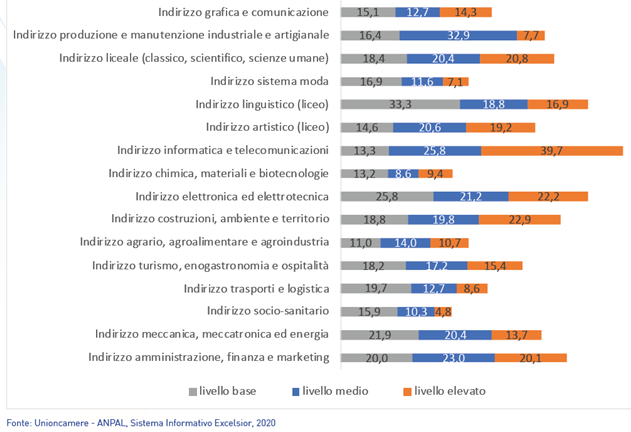 Indirizzo grafica e comunicazione 15,1 12,7 14,3
Indirizzo produzione e manutenzione industriale e artigianale 16,4 32,9 7,7
Indirizzo liceale (classico, scientifico, scienze umane) 18,4 20,4 20,8
Indirizzo sistema moda 16,9 11,6 7,1
Indirizzo linguistico (liceo) 33,3 18,8 16,9
Indirizzo artistico (liceo) 14,6 20,6 19,2
Indirizzo informatica e telecomunicazioni 13,3 25,8 39,7
Indirizzo chimica, materiali e biotecnologie 13,2 8,6 9,4
Indirizzo elettronica ed elettrotecnica 25,8 21,2 22,2
Indirizzo costruzioni, ambiente e territorio 18,8 19,8 22,9
Indirizzo agrario, agroalimentare e agroindustria 11,0 14,0 10,7
Indirizzo turismo, enogastronomia e ospitalità 18,2 17,2 15,4
Indirizzo trasporti e logistica 19,7 12,7 8,6
Indirizzo socio-sanitario 15,9 10,3 4,8
Indirizzo meccanica, meccatronica ed energia 21,9 20,4 13,7
Indirizzo amministrazione, finanza e marketing 20,0 23,0 20,1
livello base livello medio livello elevato
Fonte: Unioncamere - ANPAL, Sistema Informativo Excelsior, 2020